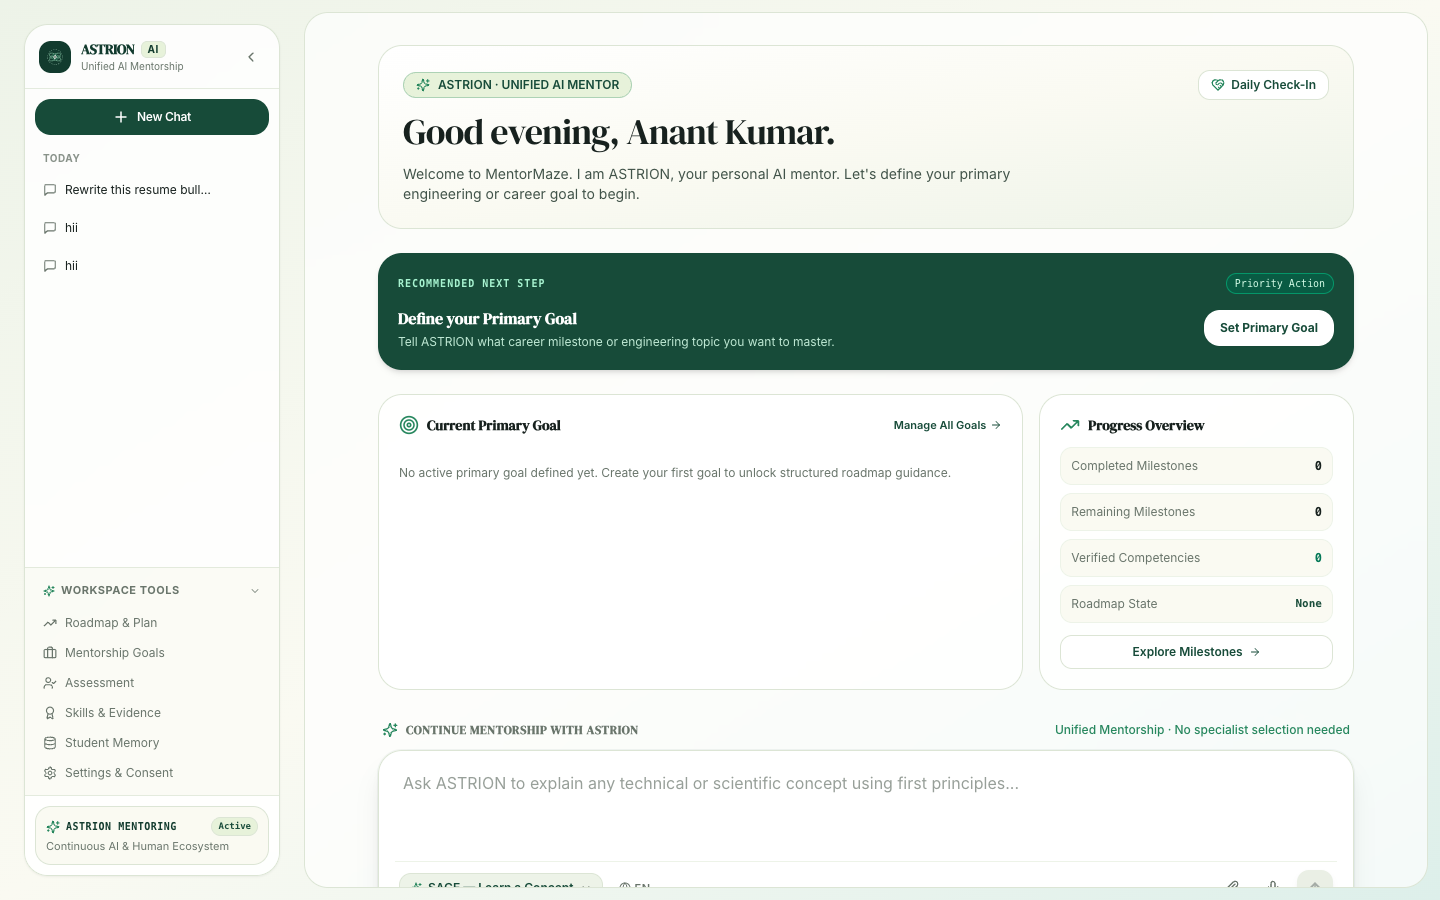 ASTRION AI
Unified AI Mentorship
New Chat
TODAY
Rewrite this resume bull...
hii
hii
WORKSPACE TOOLS
Roadmap & Plan
Mentorship Goals
Assessment
Skills & Evidence
Student Memory
Settings & Consent
ASTRION MENTORING Active
Continuous AI & Human Ecosystem
ASTRION · UNIFIED AI MENTOR
Daily Check-In
Good evening, Anant Kumar.
Welcome to MentorMaze. I am ASTRION, your personal AI mentor. Let's define your primary
engineering or career goal to begin.
RECOMMENDED NEXT STEP
Priority Action
Define your Primary Goal
Tell ASTRION what career milestone or engineering topic you want to master.
Set Primary Goal
Current Primary Goal
Manage All Goals →
No active primary goal defined yet. Create your first goal to unlock structured roadmap guidance.
Progress Overview
Completed Milestones 0
Remaining Milestones 0
Verified Competencies 0
Roadmap State None
Explore Milestones →
CONTINUE MENTORSHIP WITH ASTRION
Unified Mentorship · No specialist selection needed
Ask ASTRION to explain any technical or scientific concept using first principles...
SAGE — Learn a Concept
EN